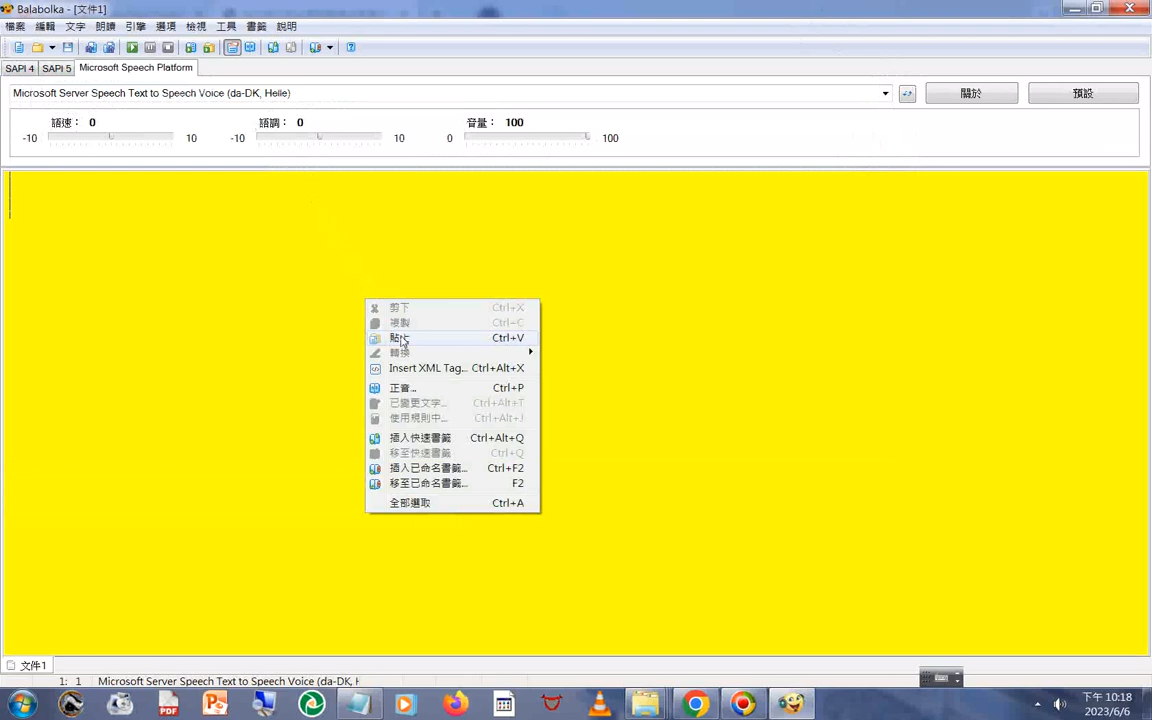 Balabolka - [文件1]
檔案 編輯 文字 朗讀 引擎 選項 檢視 工具 書籤 說明
SAPI 4 SAPI 5 Microsoft Speech Platform
Microsoft Server Speech Text to Speech Voice (da-DK, Helle) 關於 預設
語速： 0 語調： 0 音量： 100
-10 10 -10 10 0 100
剪下 Ctrl+X
複製 Ctrl+C
貼上 Ctrl+V
轉換
Insert XML Tag... Ctrl+Alt+X
正音... Ctrl+P
已變更文字... Ctrl+Alt+T
使用規則中... Ctrl+Alt+J
插入快速書籤 Ctrl+Alt+Q
移至快速書籤 Ctrl+Q
插入已命名書籤... Ctrl+F2
移至已命名書籤... F2
全部選取 Ctrl+A
文件1
1: 1 Microsoft Server Speech Text to Speech Voice (da-DK, H
下午 10:18
2023/6/6